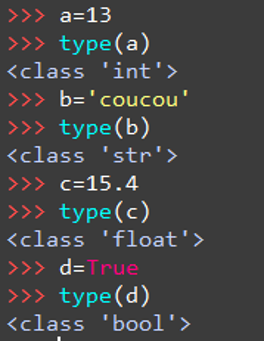 >>> a=13
>>> type(a)
<class 'int'>
>>> b='coucou'
>>> type(b)
<class 'str'>
>>> c=15.4
>>> type(c)
<class 'float'>
>>> d=True
>>> type(d)
<class 'bool'>